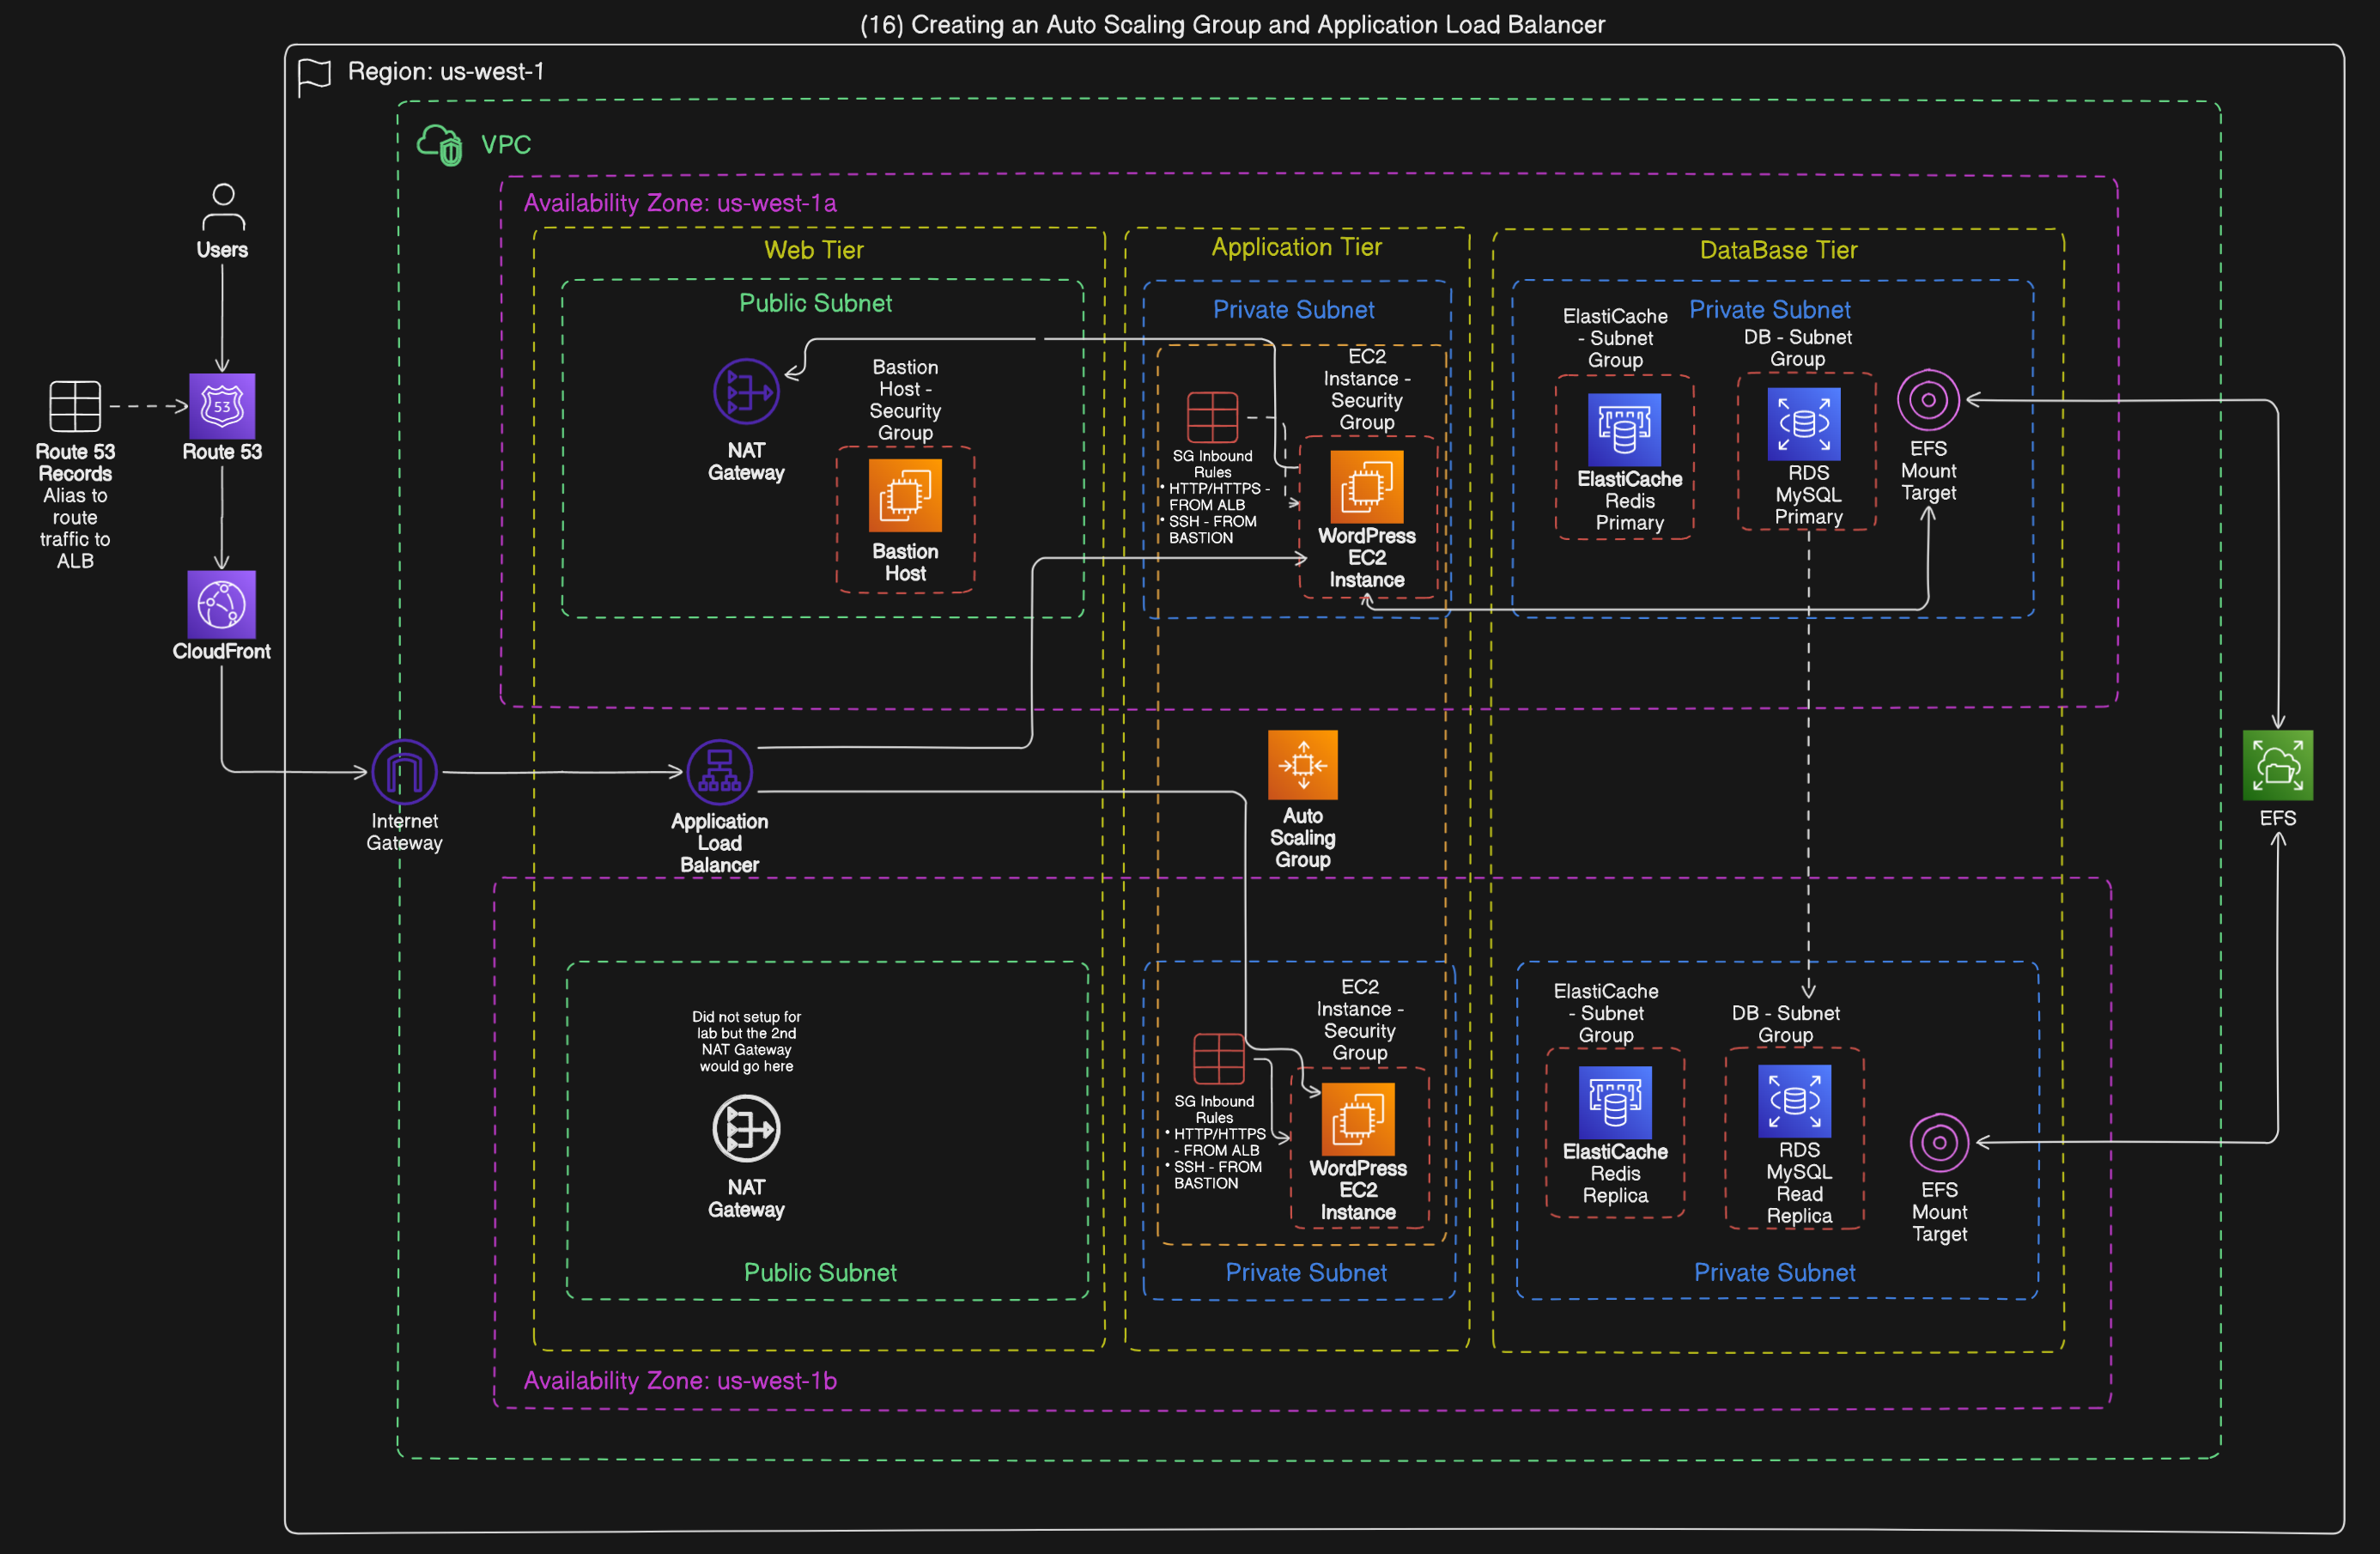 (16) Creating an Auto Scaling Group and Application Load Balancer
Region: us-west-1
VPC
Users
Route 53
Records
Alias to
route
traffic to
ALB
53
Route 53
CloudFront
Internet
Gateway
Availability Zone: us-west-1a
Web Tier
Public Subnet
NAT
Gateway
Bastion
Host -
Security
Group
Bastion
Host
Application Tier
Private Subnet
EC2
Instance -
Security
Group
SG Inbound
Rules
• HTTP/HTTPS -
FROM ALB
• SSH - FROM
BASTION
WordPress
EC2
Instance
DataBase Tier
Private Subnet
ElastiCache
- Subnet
Group
DB - Subnet
Group
ElastiCache
Redis
Primary
RDS
MySQL
Primary
EFS
Mount
Target
Application
Load
Balancer
Auto
Scaling
Group
EFS
Did not setup for
lab but the 2nd
NAT Gateway
would go here
NAT
Gateway
Public Subnet
EC2
Instance -
Security
Group
SG Inbound
Rules
• HTTP/HTTPS
- FROM ALB
• SSH - FROM
BASTION
WordPress
EC2
Instance
Private Subnet
ElastiCache
- Subnet
Group
DB - Subnet
Group
ElastiCache
Redis
Replica
RDS
MySQL
Read
Replica
EFS
Mount
Target
Private Subnet
Availability Zone: us-west-1b